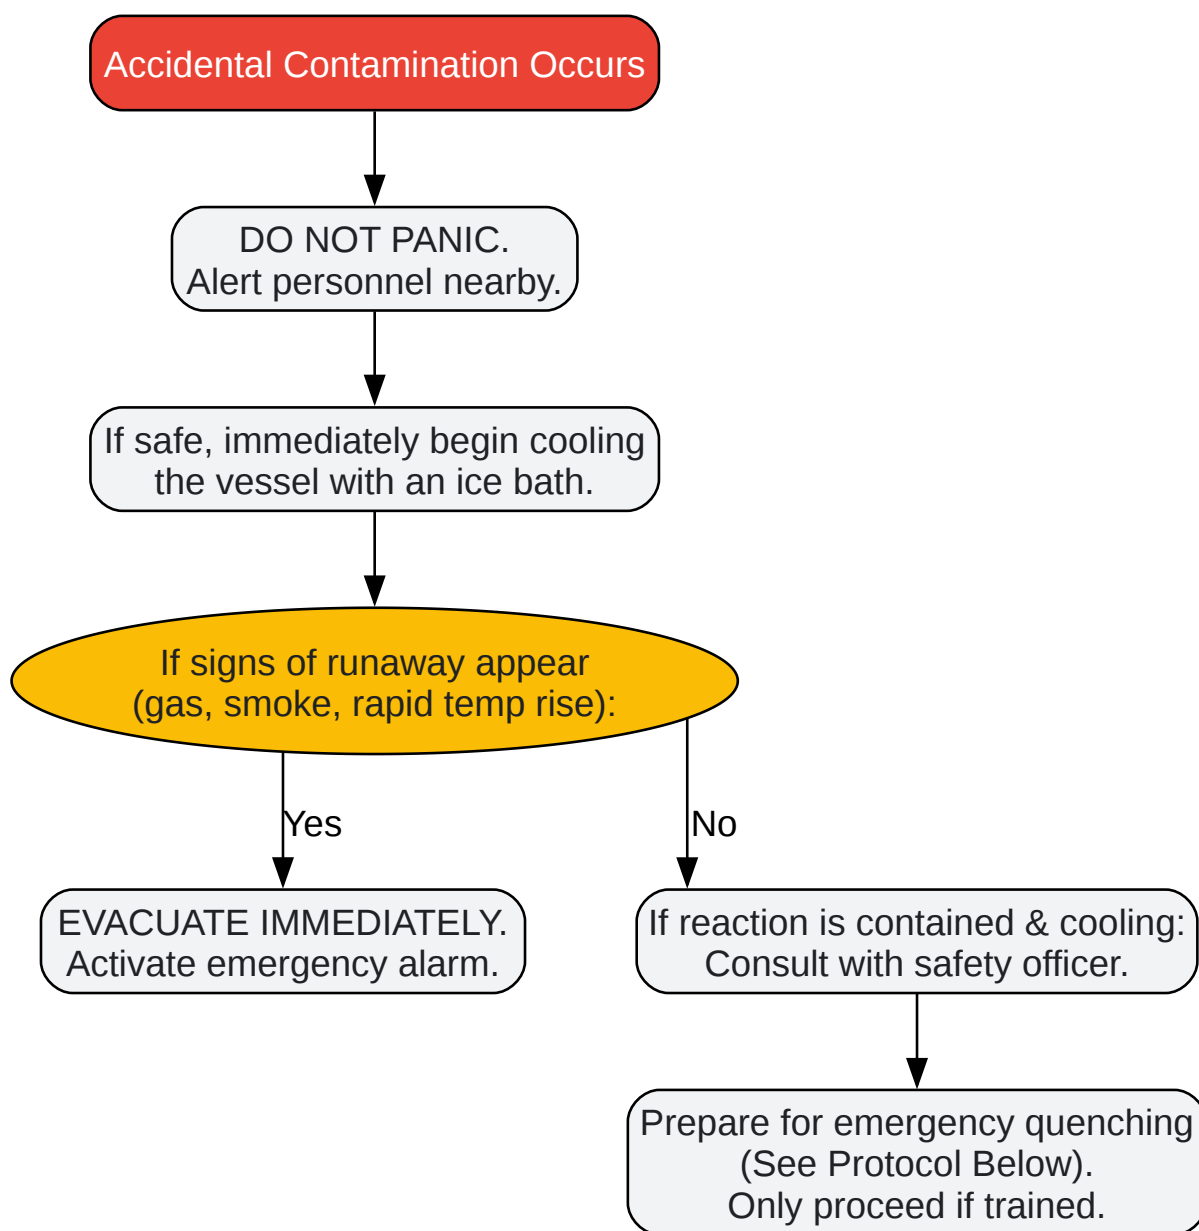 Accidental Contamination Occurs
DO NOT PANIC.
Alert personnel nearby.
If safe, immediately begin cooling
the vessel with an ice bath.
If signs of runaway appear
(gas, smoke, rapid temp rise):
Yes
No
EVACUATE IMMEDIATELY.
Activate emergency alarm.
If reaction is contained & cooling:
Consult with safety officer.
Prepare for emergency quenching
(See Protocol Below).
Only proceed if trained.